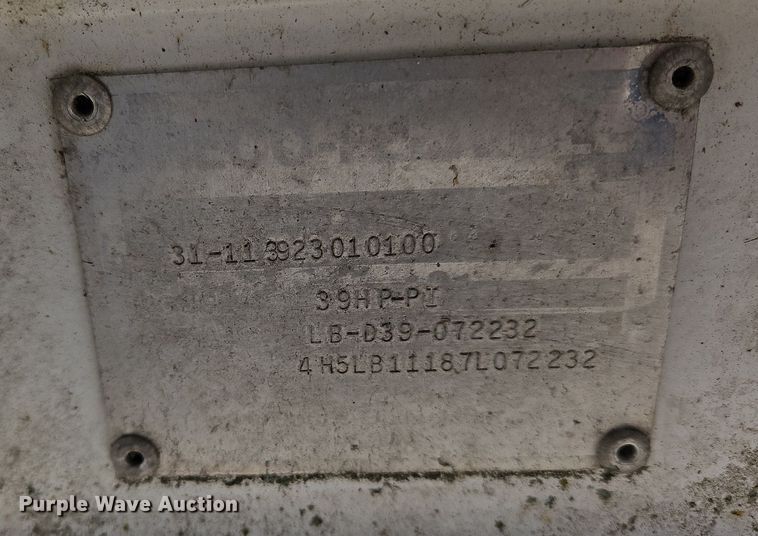 31-113923010100
39HP-PI
LB-D39-072232
4H5LB11187L072232
Purple Wave Auction